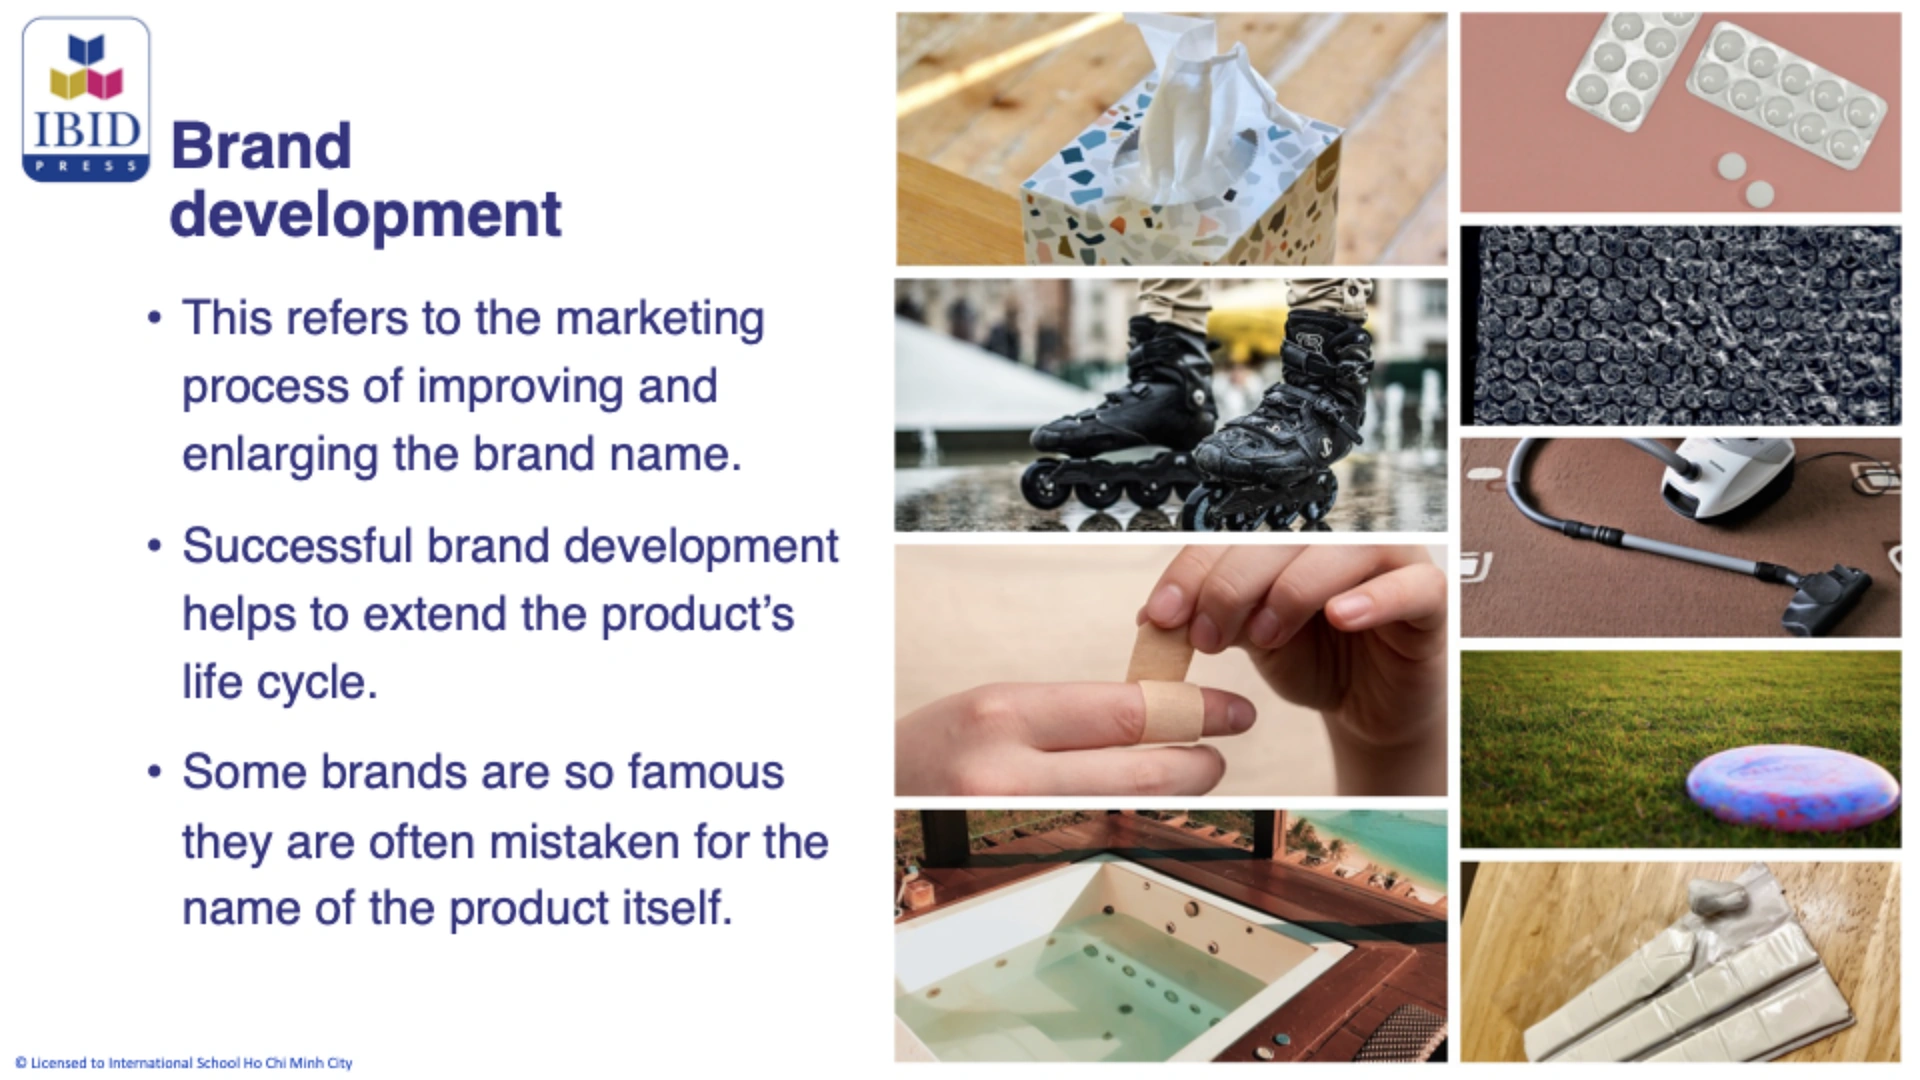 IBID
PRESS
Brand
development
• This refers to the marketing
process of improving and
enlarging the brand name.
• Successful brand development
helps to extend the product’s
life cycle.
• Some brands are so famous
they are often mistaken for the
name of the product itself.
© Licensed to International School Ho Chi Minh City